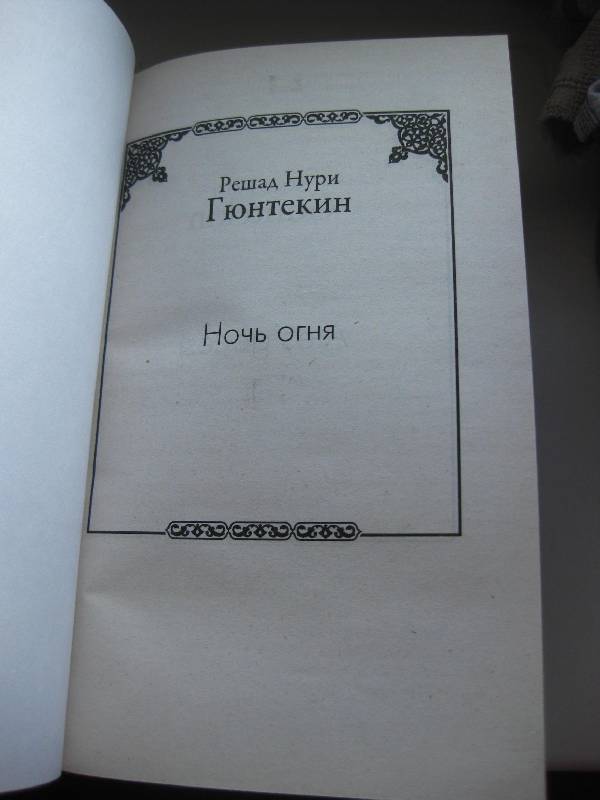 Решад Нури
Гюнтекин
Ночь огня